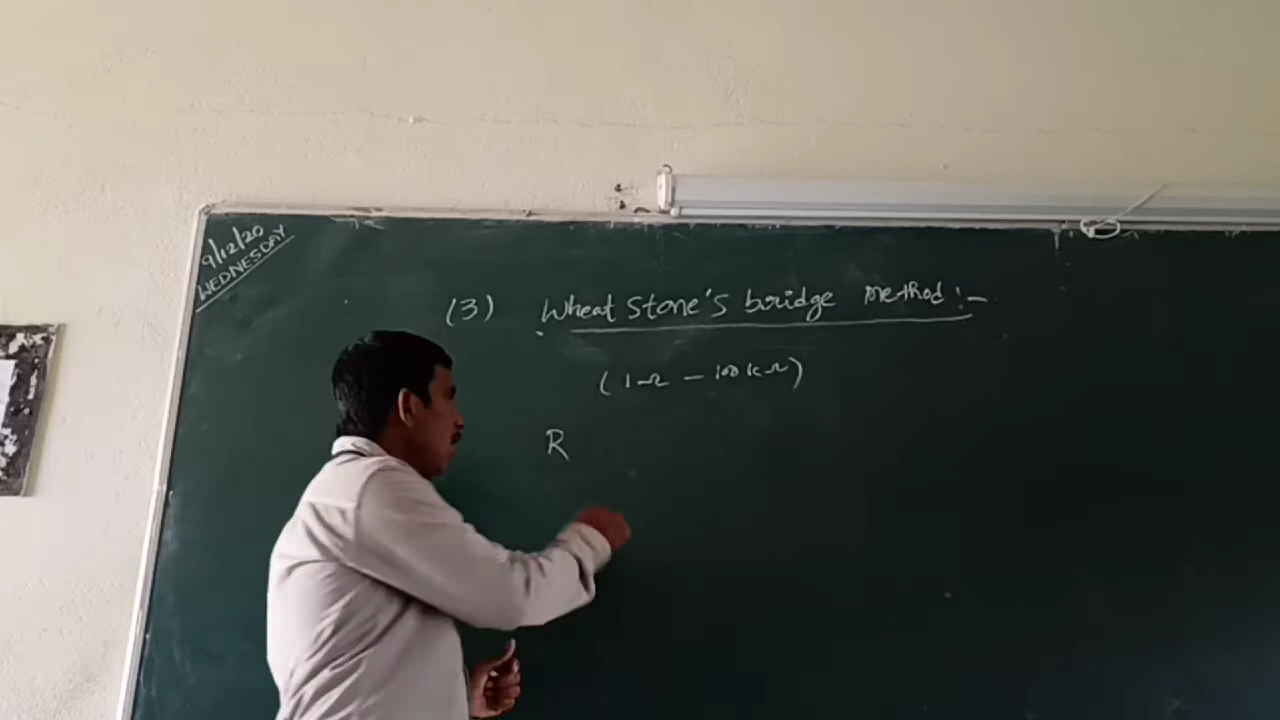 9/12/20
WEDNESDAY
(3) Wheat Stone's bridge method :-
(1Ω - 100KΩ)
R